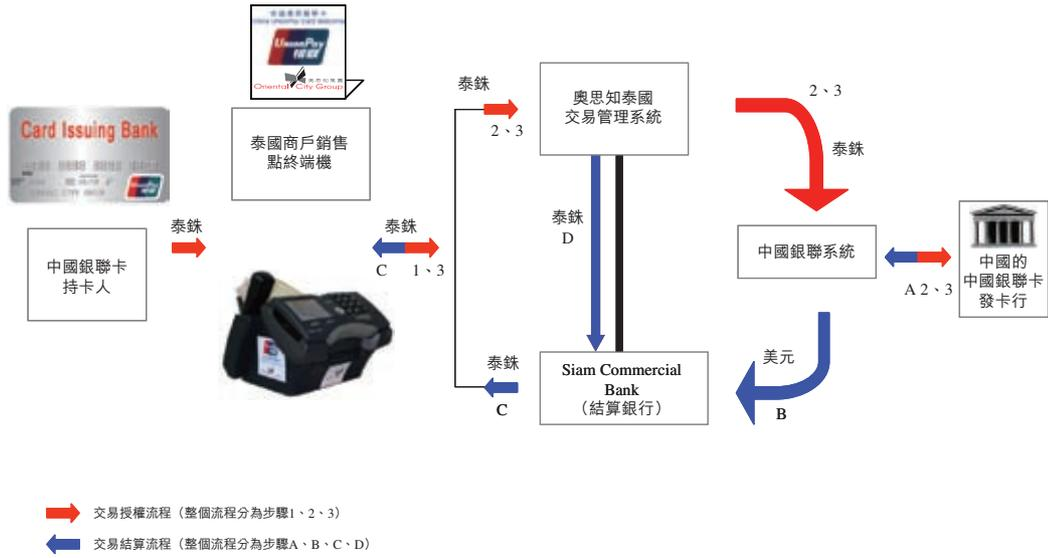 UnionPay
Oriental City Group
Card Issuing Bank
泰國商戶銷售
點終端機
中國銀聯卡
持卡人
泰銖
泰銖
C
1、3
泰銖
2、3
奧思知泰國
交易管理系統
2、3
泰銖
泰銖
D
中國銀聯系統
A 2、3
中國的
中國銀聯卡
發卡行
泰銖
C
Siam Commercial
Bank
（結算銀行）
美元
B
交易授權流程（整個流程分為步驟1、2、3）
交易結算流程（整個流程分為步驟A、B、C、D）